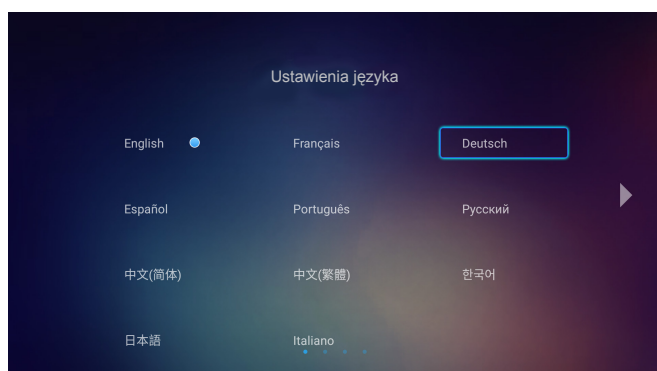 Ustawienia języka
English Français Deutsch
Español Português Русский
中文(简体) 中文(繁體) 한국어
日本語 Italiano